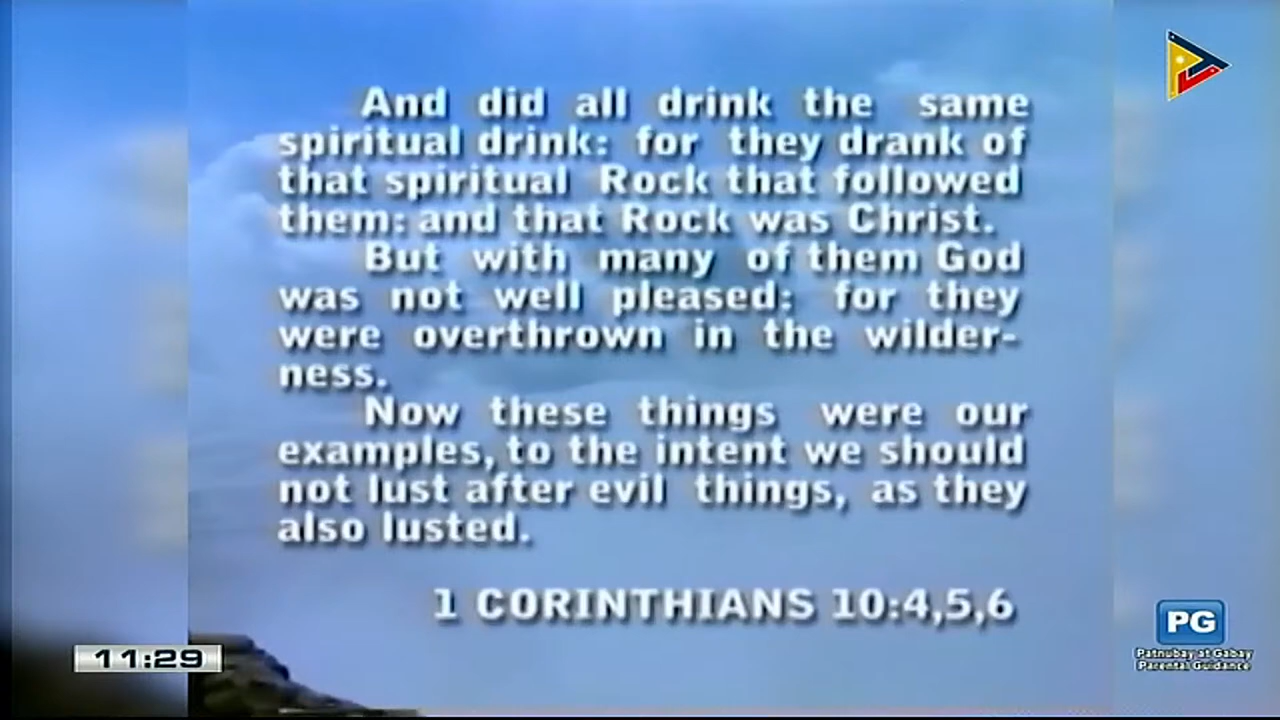 And did all drink the same
spiritual drink: for they drank of
that spiritual Rock that followed
them: and that Rock was Christ.
But with many of them God
was not well pleased: for they
were overthrown in the wilder-
ness.
Now these things were our
examples, to the intent we should
not lust after evil things, as they
also lusted.
1 CORINTHIANS 10:4,5,6
PG
Patnubay at Gabay
Parental Guidance
11:29